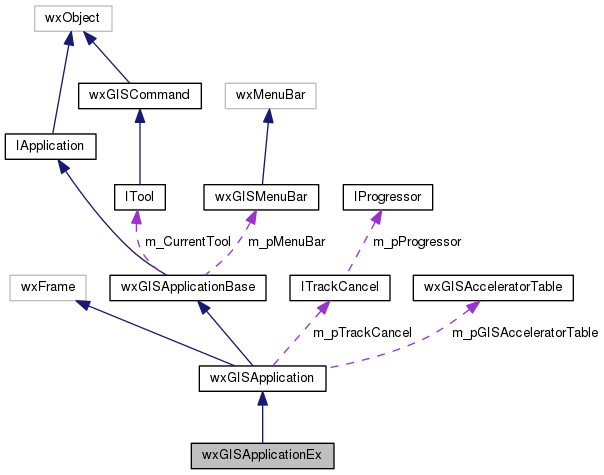 wxObject
wxGISCommand
wxMenuBar
IApplication
ITool
wxGISMenuBar
IProgressor
m_CurrentTool
m_pMenuBar
m_pProgressor
wxFrame
wxGISApplicationBase
ITrackCancel
wxGISAcceleratorTable
m_pTrackCancel
m_pGISAcceleratorTable
wxGISApplication
wxGISApplicationEx